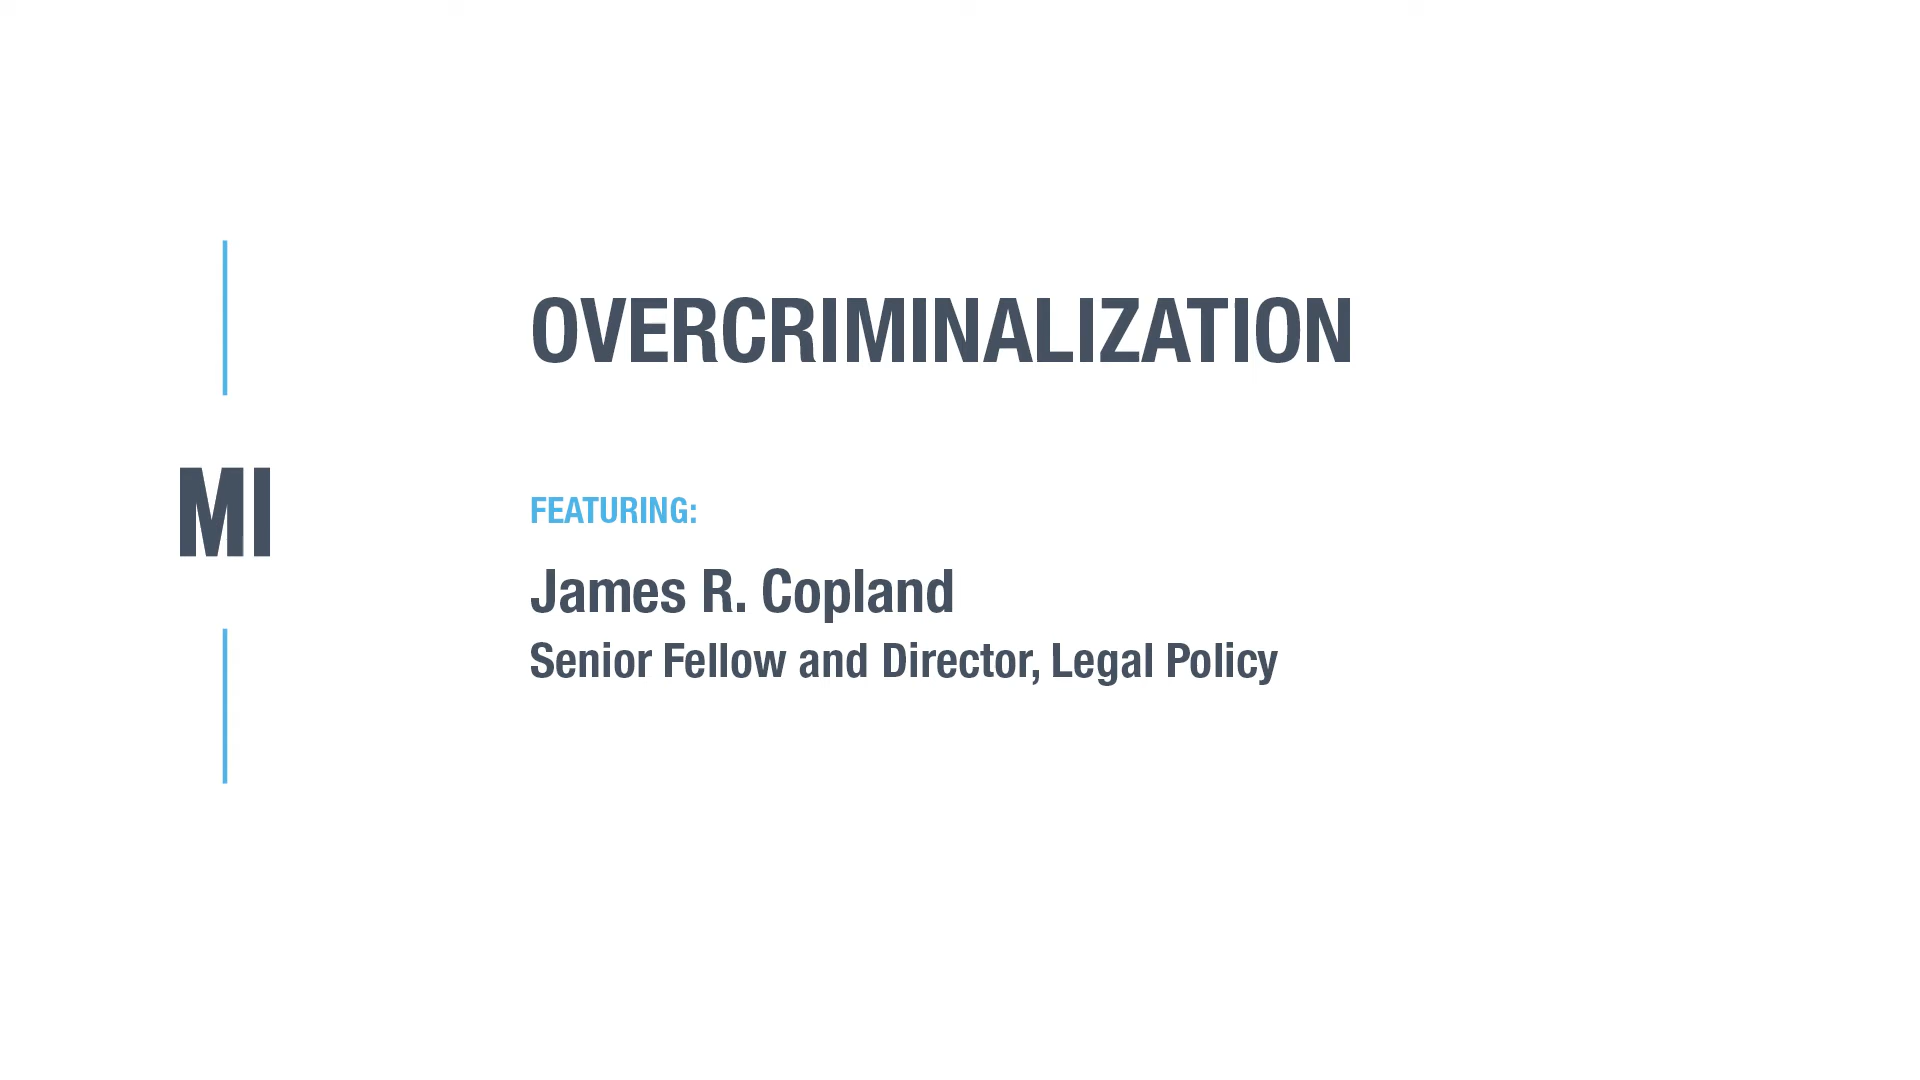 OVERCRIMINALIZATION
MI
FEATURING:
James R. Copland
Senior Fellow and Director, Legal Policy